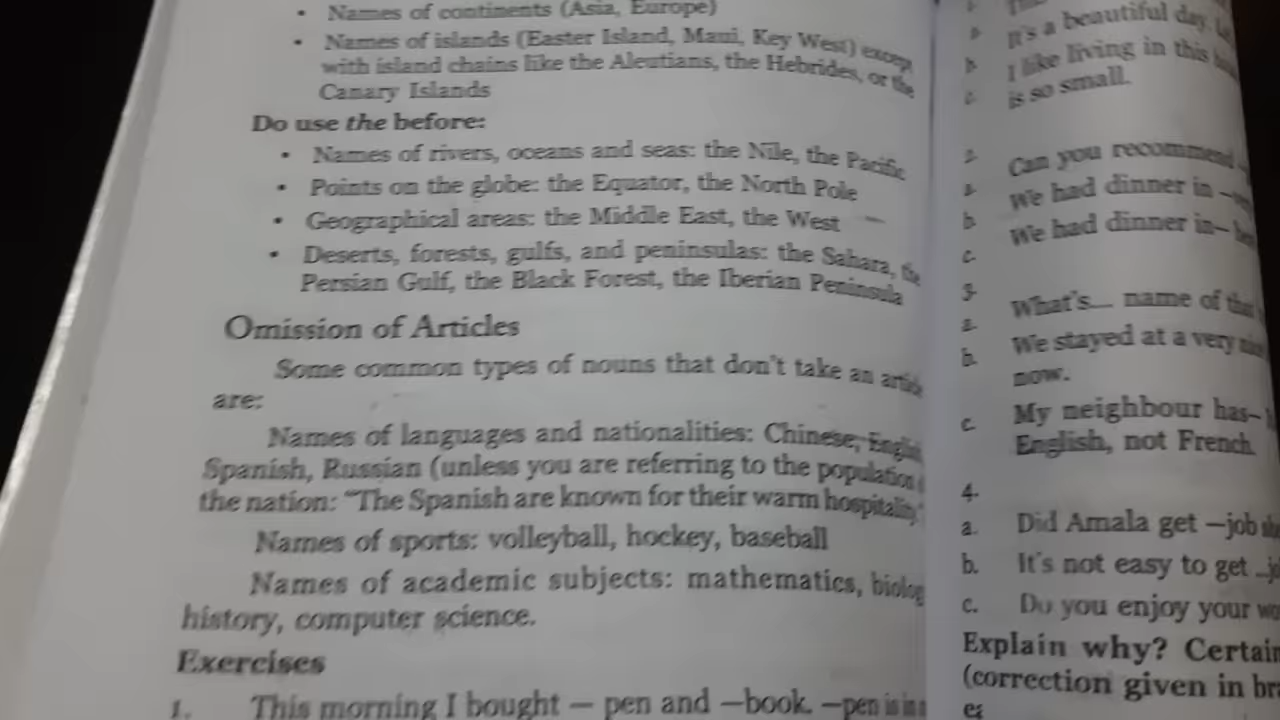 • Names of continents (Asia, Europe)
• Names of islands (Easter Island, Maui, Key West) except
with island chains like the Aleutians, the Hebrides, or the
Canary Islands
Do use the before:
• Names of rivers, oceans and seas: the Nile, the Pacific
• Points on the globe: the Equator, the North Pole
• Geographical areas: the Middle East, the West
• Deserts, forests, gulfs, and peninsulas: the Sahara, the
Persian Gulf, the Black Forest, the Iberian Peninsula
Omission of Articles
Some common types of nouns that don't take an
are:
Names of languages and nationalities: Chinese,
Spanish, Russian (unless you are referring to the population
the nation: "The Spanish are known for their warm hospitality
Names of sports: volleyball, hockey, baseball
Names of academic subjects: mathematics,
history, computer science.
Exercises
1. This morning I bought — pen and —book. —pen is in
It's a beautiful day.
b. I like living in this
c. is so small.
2. Can you recommend
a. We had dinner in —
b. We had dinner in—
c.
3. What's.... name of
a. We stayed at a very
b. now.
c. My neighbour has—
English, not French
4.
a. Did Amala get —job
b. It's not easy to get
c. Do you enjoy your
Explain why? Certain
(correction given in